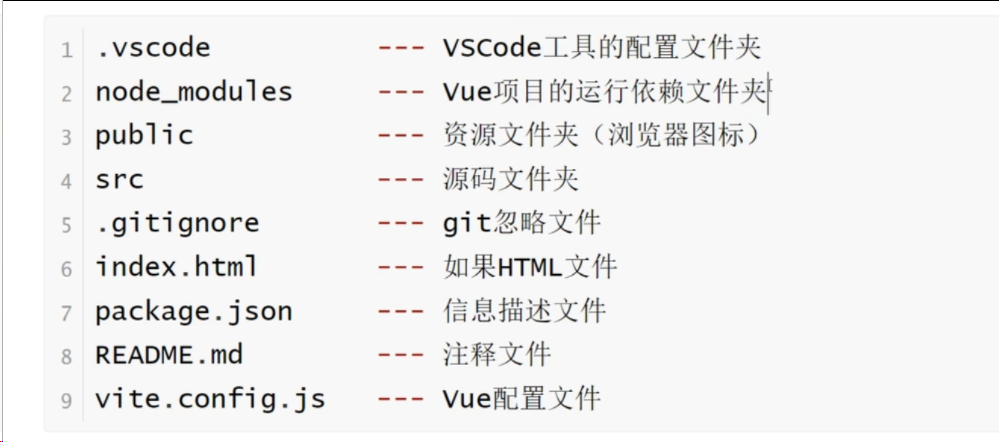 1 .vscode --- VSCode工具的配置文件夹
2 node_modules --- Vue项目的运行依赖文件夹
3 public --- 资源文件夹（浏览器图标）
4 src --- 源码文件夹
5 .gitignore --- git忽略文件
6 index.html --- 如果HTML文件
7 package.json --- 信息描述文件
8 README.md --- 注释文件
9 vite.config.js --- Vue配置文件